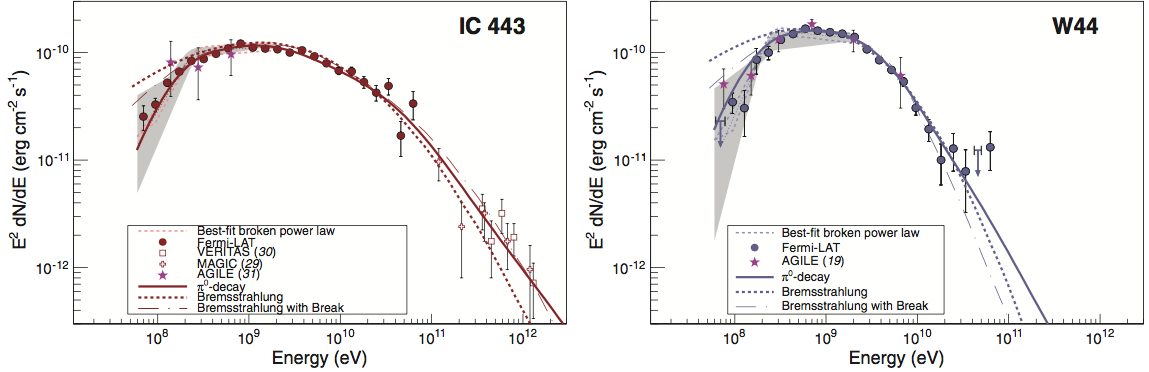 IC 443
E² dN/dE (erg cm⁻² s⁻¹)
10⁻¹⁰
10⁻¹¹
10⁻¹²
Best-fit broken power law
Fermi-LAT
VERITAS (30)
MAGIC (29)
AGILE (31)
π⁰-decay
Bremsstrahlung
Bremsstrahlung with Break
10⁸ 10⁹ 10¹⁰ 10¹¹ 10¹²
Energy (eV)
W44
E² dN/dE (erg cm⁻² s⁻¹)
10⁻¹⁰
10⁻¹¹
10⁻¹²
Best-fit broken power law
Fermi-LAT
AGILE (19)
π⁰-decay
Bremsstrahlung
Bremsstrahlung with Break
10⁸ 10⁹ 10¹⁰ 10¹¹ 10¹²
Energy (eV)